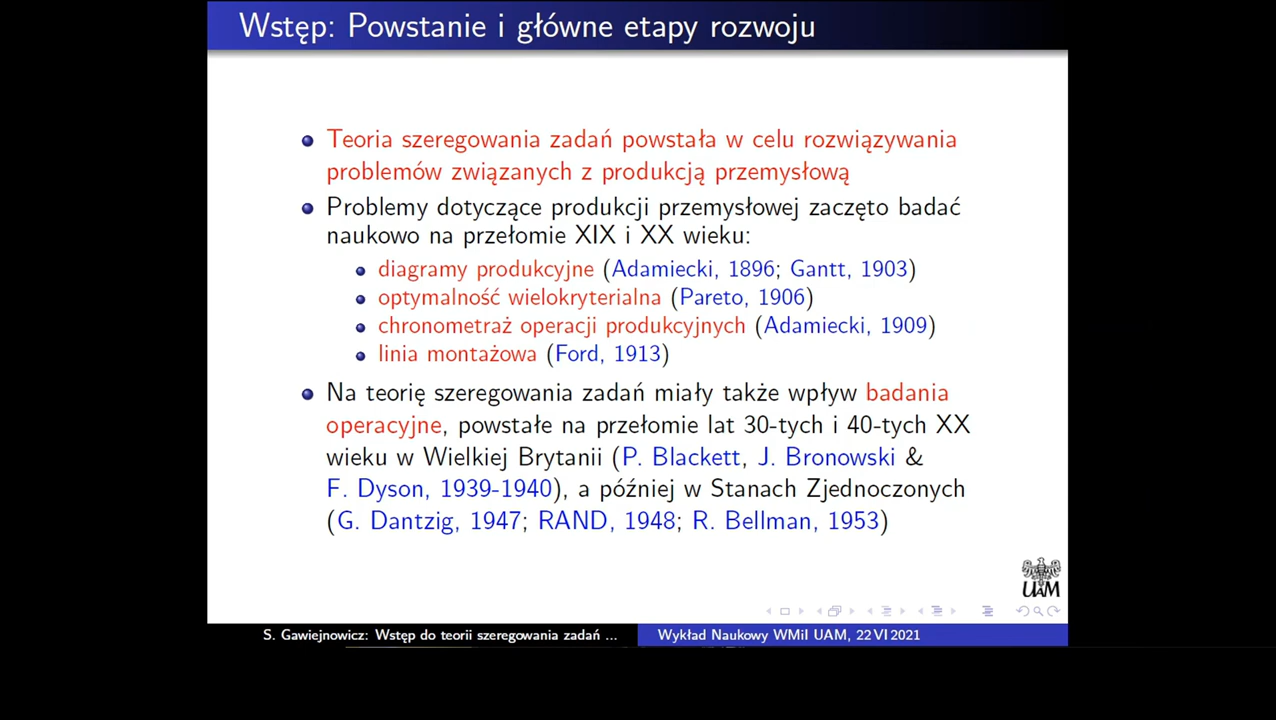 Wstęp: Powstanie i główne etapy rozwoju
Teoria szeregowania zadań powstała w celu rozwiązywania
problemów związanych z produkcją przemysłową
Problemy dotyczące produkcji przemysłowej zaczęto badać
naukowo na przełomie XIX i XX wieku:
diagramy produkcyjne (Adamiecki, 1896; Gantt, 1903)
optymalność wielokryterialna (Pareto, 1906)
chronometraż operacji produkcyjnych (Adamiecki, 1909)
linia montażowa (Ford, 1913)
Na teorię szeregowania zadań miały także wpływ badania
operacyjne, powstałe na przełomie lat 30-tych i 40-tych XX
wieku w Wielkiej Brytanii (P. Blackett, J. Bronowski &
F. Dyson, 1939-1940), a później w Stanach Zjednoczonych
(G. Dantzig, 1947; RAND, 1948; R. Bellman, 1953)
UAM
S. Gawiejnowicz: Wstęp do teorii szeregowania zadań ...
Wykład Naukowy WMiI UAM, 22 VI 2021